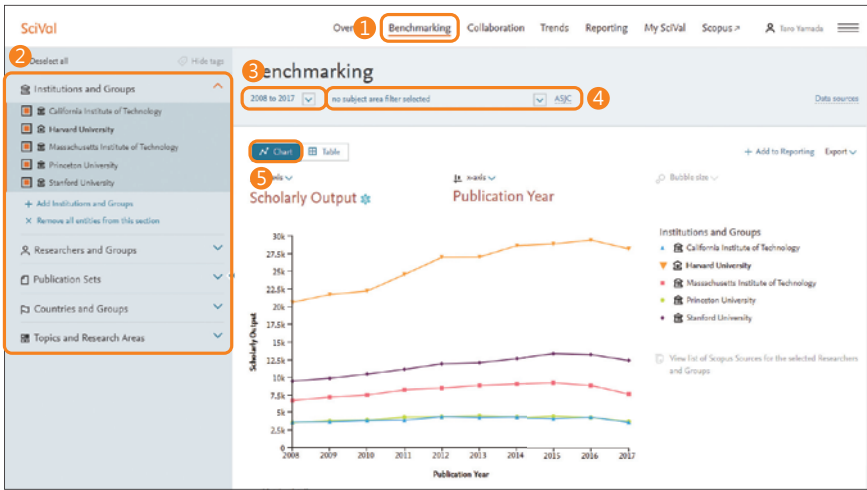 SciVal
Over
1
Benchmarking
Collaboration
Trends
Reporting
My SciVal
Scopus
Taro Yamada
2
Deselect all
Hide tags
Institutions and Groups
California Institute of Technology
Harvard University
Massachusetts Institute of Technology
Princeton University
Stanford University
+ Add Institutions and Groups
× Remove all entities from this section
Researchers and Groups
Publication Sets
Countries and Groups
Topics and Research Areas
enchmarking
3
2008 to 2017
no subject area filter selected
ASJC
4
Data sources
Chart
Table
+ Add to Reporting
Export
5
axis
x-axis
Bubble size
Scholarly Output
Publication Year
30k
27.5k
25k
22.5k
20k
17.5k
15k
12.5k
10k
7.5k
5k
2.5k
0
Scholarly Output
2008 2009 2010 2011 2012 2013 2014 2015 2016 2017
Publication Year
Institutions and Groups
California Institute of Technology
Harvard University
Massachusetts Institute of Technology
Princeton University
Stanford University
View list of Scopus Sources for the selected Researchers
and Groups